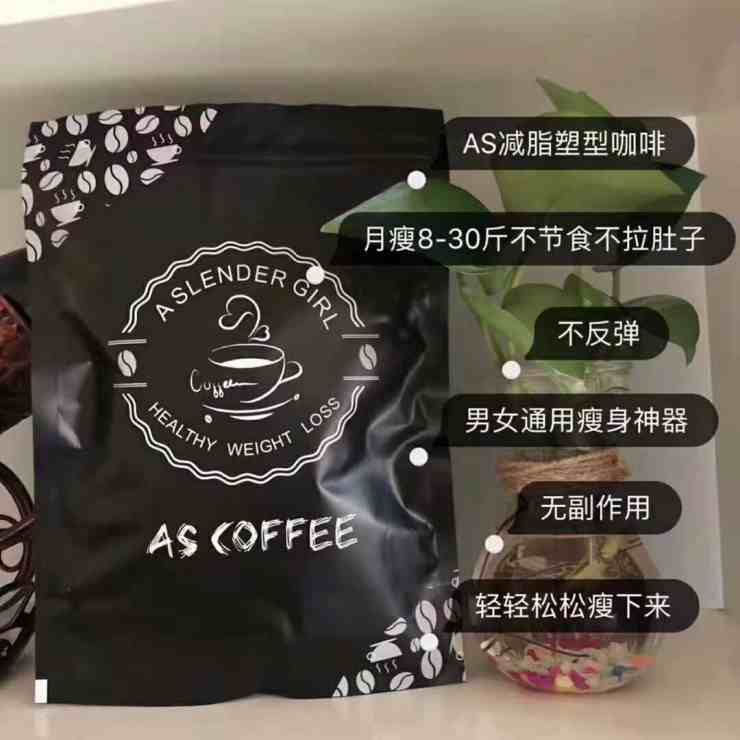 AS减脂塑型咖啡
月瘦8-30斤不节食不拉肚子
不反弹
男女通用瘦身神器
无副作用
轻轻松松瘦下来
A SLENDER GIRL
Coffee
HEALTHY WEIGHT LOSS
AS COFFEE